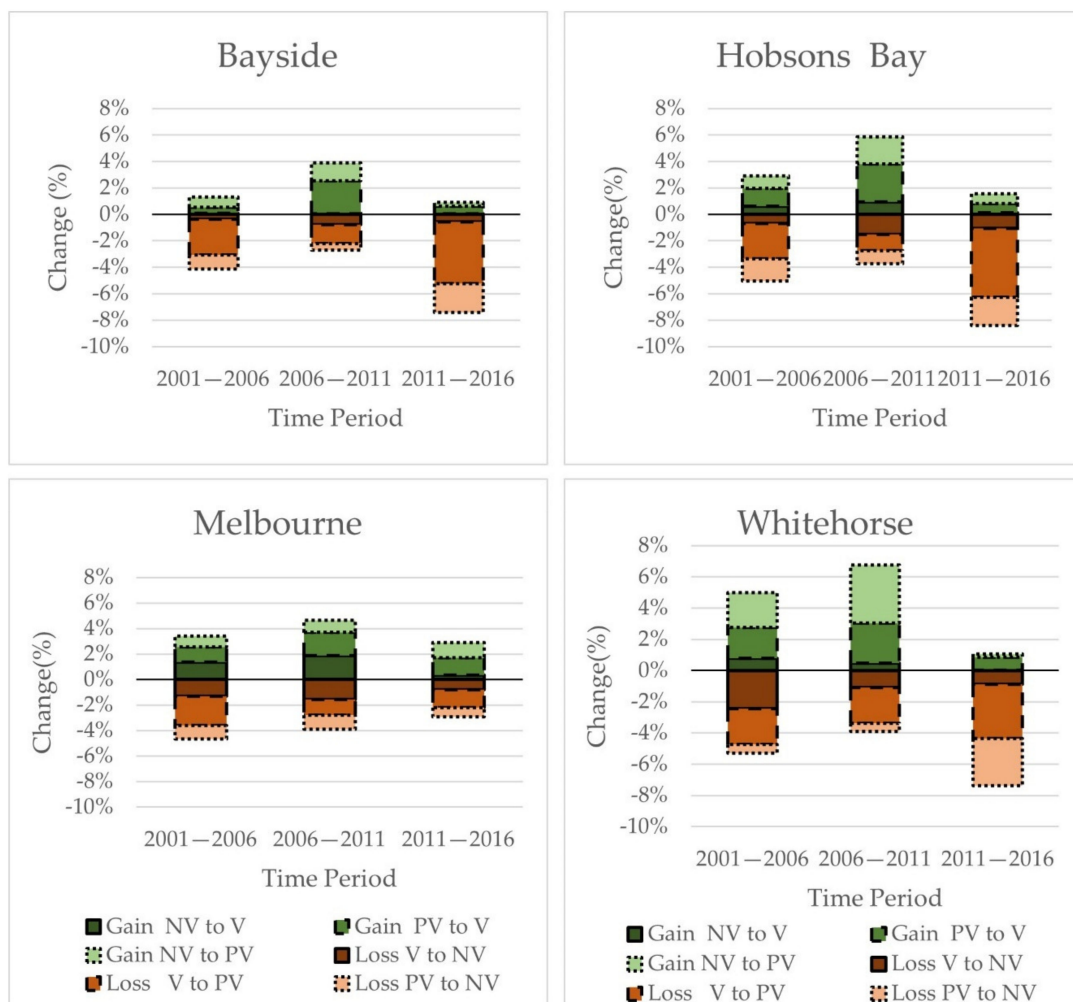 Bayside
8%
6%
4%
2%
0%
-2%
-4%
-6%
-8%
-10%
Change (%)
2001—2006 2006—2011 2011—2016
Time Period
Hobsons Bay
8%
6%
4%
2%
0%
-2%
-4%
-6%
-8%
-10%
Change(%)
2001—2006 2006—2011 2011—2016
Time Period
Melbourne
8%
6%
4%
2%
0%
-2%
-4%
-6%
-8%
-10%
Change(%)
2001—2006 2006—2011 2011—2016
Time Period
Gain NV to V Gain PV to V
Gain NV to PV Loss V to NV
Loss V to PV Loss PV to NV
Whitehorse
8%
6%
4%
2%
0%
-2%
-4%
-6%
-8%
-10%
Change(%)
2001—2006 2006—2011 2011—2016
Time Period
Gain NV to V Gain PV to V
Gain NV to PV Loss V to NV
Loss V to PV Loss PV to NV